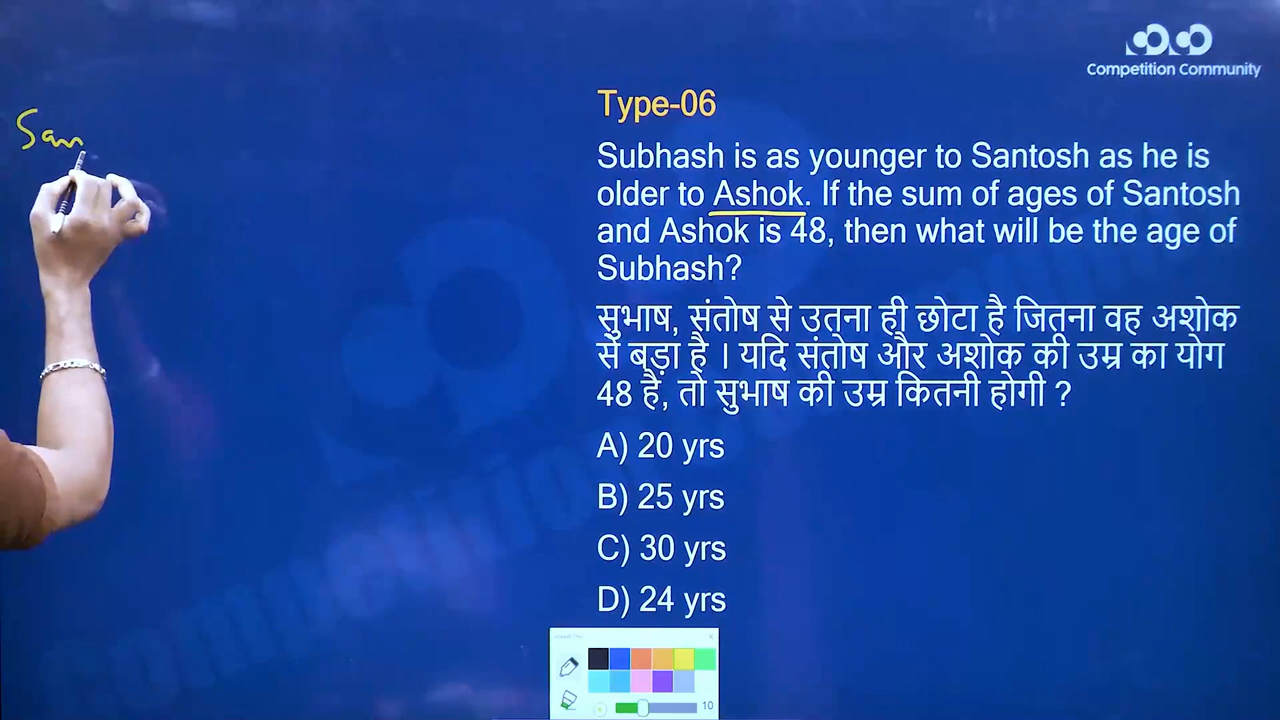 Competition Community
Type-06
San
Subhash is as younger to Santosh as he is
older to Ashok. If the sum of ages of Santosh
and Ashok is 48, then what will be the age of
Subhash?
सुभाष, संतोष से उतना ही छोटा है जितना वह अशोक
से बड़ा है । यदि संतोष और अशोक की उम्र का योग
48 है, तो सुभाष की उम्र कितनी होगी ?
A) 20 yrs
B) 25 yrs
C) 30 yrs
D) 24 yrs
10